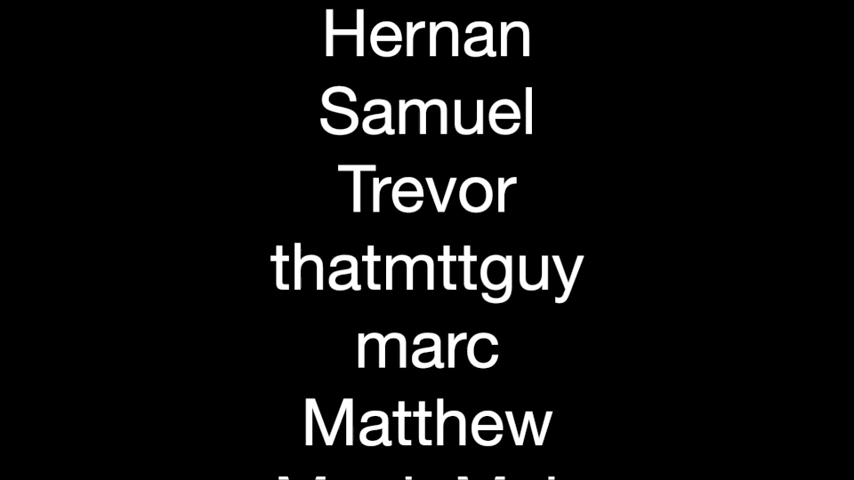 Hernan
Samuel
Trevor
thatmttguy
marc
Matthew